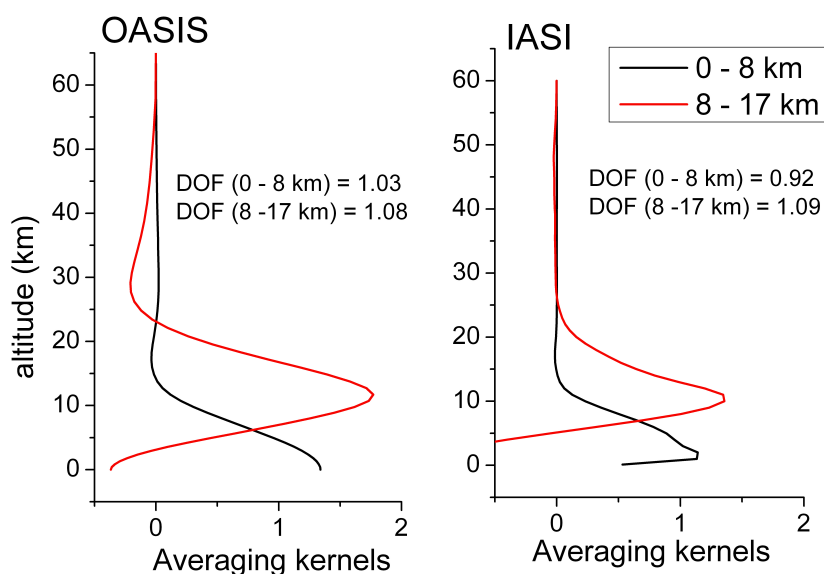 OASIS
60
50
40
30
20
10
0
altitude (km)
DOF (0 - 8 km) = 1.03
DOF (8 -17 km) = 1.08
0
1
2
Averaging kernels
IASI
0 - 8 km
8 - 17 km
60
50
40
30
20
10
0
DOF (0 - 8 km) = 0.92
DOF (8 -17 km) = 1.09
0
1
2
Averaging kernels